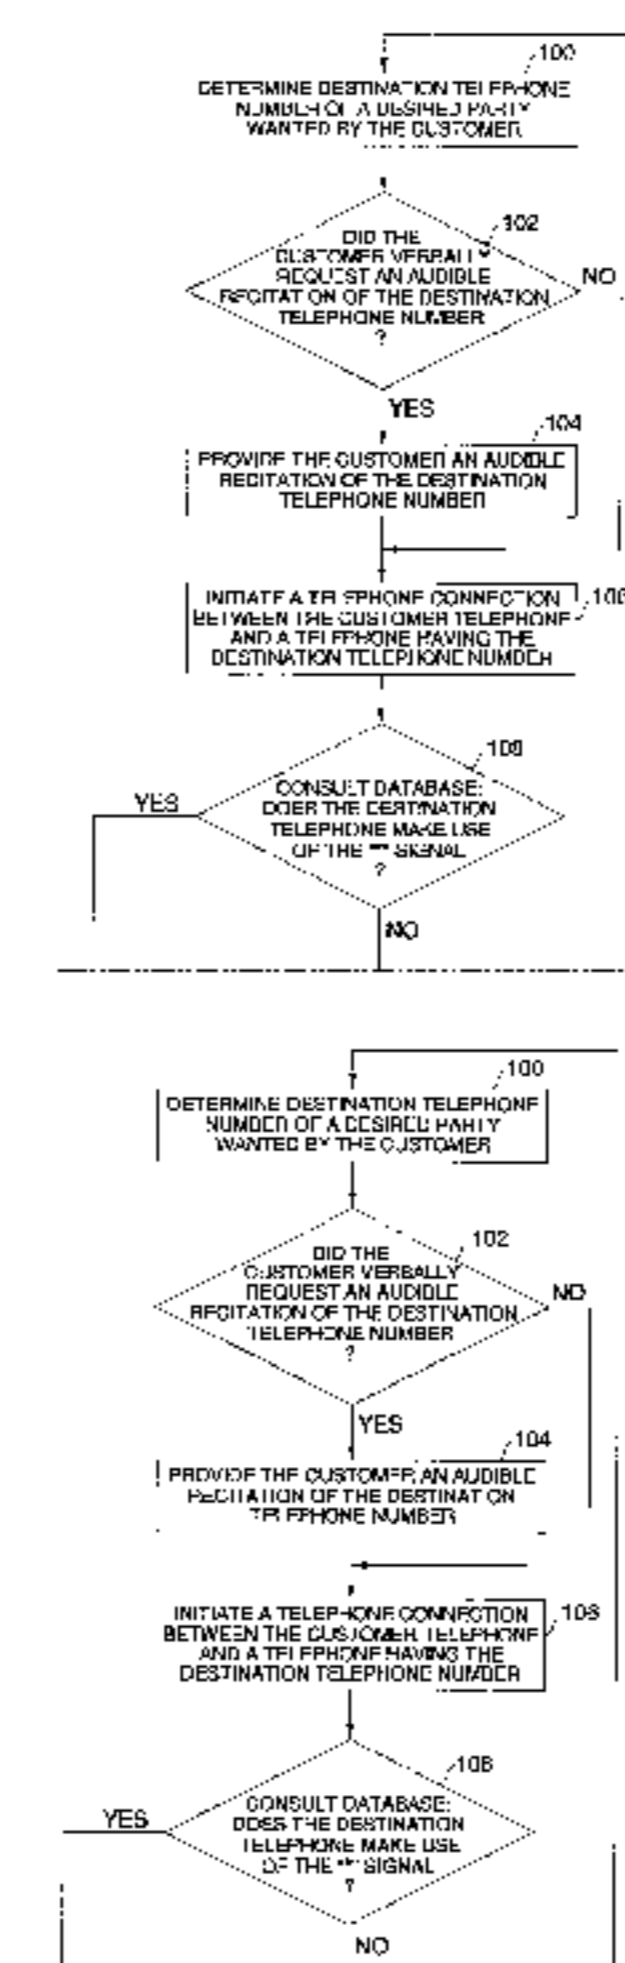 100
DETERMINE DESTINATION TELEPHONE
NUMBER OF A DESIRED PARTY
WANTED BY THE CUSTOMER
102
DID THE
CUSTOMER VERBALLY
REQUEST AN AUDIBLE
RECITATION OF THE DESTINATION
TELEPHONE NUMBER
?
NO
YES
104
PROVIDE THE CUSTOMER AN AUDIBLE
RECITATION OF THE DESTINATION
TELEPHONE NUMBER
INITIATE A TELEPHONE CONNECTION
BETWEEN THE CUSTOMER TELEPHONE
AND A TELEPHONE HAVING THE
DESTINATION TELEPHONE NUMBER
CONSULT DATABASE:
DOES THE DESTINATION
TELEPHONE MAKE USE
OF THE "*" SIGNAL
?
YES
NO
100
DETERMINE DESTINATION TELEPHONE
NUMBER OF A DESIRED PARTY
WANTED BY THE CUSTOMER
102
DID THE
CUSTOMER VERBALLY
REQUEST AN AUDIBLE
RECITATION OF THE DESTINATION
TELEPHONE NUMBER
?
NO
YES
104
PROVIDE THE CUSTOMER AN AUDIBLE
RECITATION OF THE DESTINATION
TELEPHONE NUMBER
INITIATE A TELEPHONE CONNECTION
BETWEEN THE CUSTOMER TELEPHONE
AND A TELEPHONE HAVING THE
DESTINATION TELEPHONE NUMBER
CONSULT DATABASE:
DOES THE DESTINATION
TELEPHONE MAKE USE
OF THE "*" SIGNAL
?
YES
NO